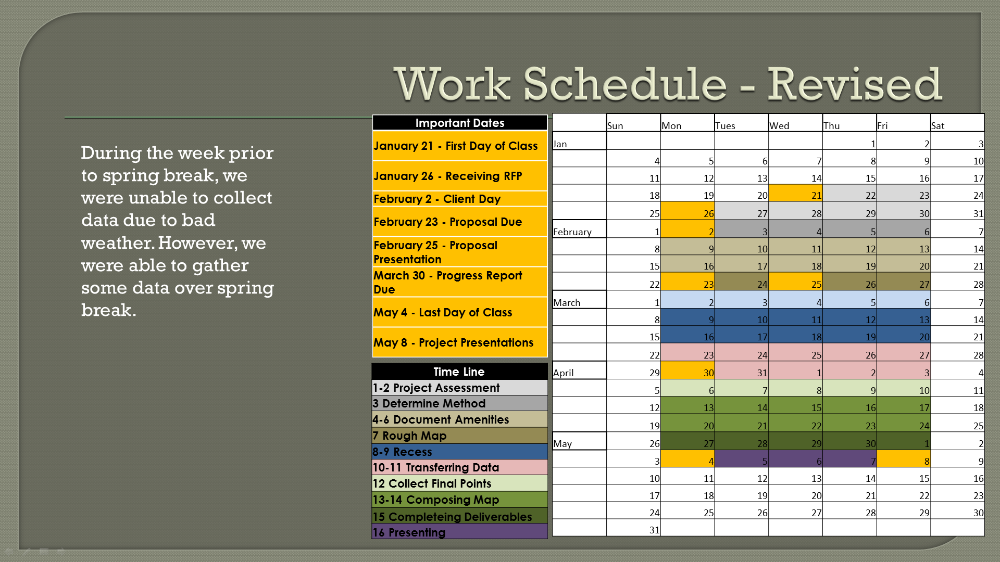 Work Schedule - Revised
During the week prior
to spring break, we
were unable to collect
data due to bad
weather. However, we
were able to gather
some data over spring
break.
Important Dates
January 21 - First Day of Class
January 26 - Receiving RFP
February 2 - Client Day
February 23 - Proposal Due
February 25 - Proposal
Presentation
March 30 - Progress Report
Due
May 4 - Last Day of Class
May 8 - Project Presentations
Time Line
1-2 Project Assessment
3 Determine Method
4-6 Document Amenities
7 Rough Map
8-9 Recess
10-11 Transferring Data
12 Collect Final Points
13-14 Composing Map
15 Completeing Deliverables
16 Presenting
Sun Mon Tues Wed Thu Fri Sat
Jan 1 2 3
4 5 6 7 8 9 10
11 12 13 14 15 16 17
18 19 20 21 22 23 24
25 26 27 28 29 30 31
February 1 2 3 4 5 6 7
8 9 10 11 12 13 14
15 16 17 18 19 20 21
22 23 24 25 26 27 28
March 1 2 3 4 5 6 7
8 9 10 11 12 13 14
15 16 17 18 19 20 21
22 23 24 25 26 27 28
April 29 30 31 1 2 3 4
5 6 7 8 9 10 11
12 13 14 15 16 17 18
19 20 21 22 23 24 25
May 26 27 28 29 30 1 2
3 4 5 6 7 8 9
10 11 12 13 14 15 16
17 18 19 20 21 22 23
24 25 26 27 28 29 30
31